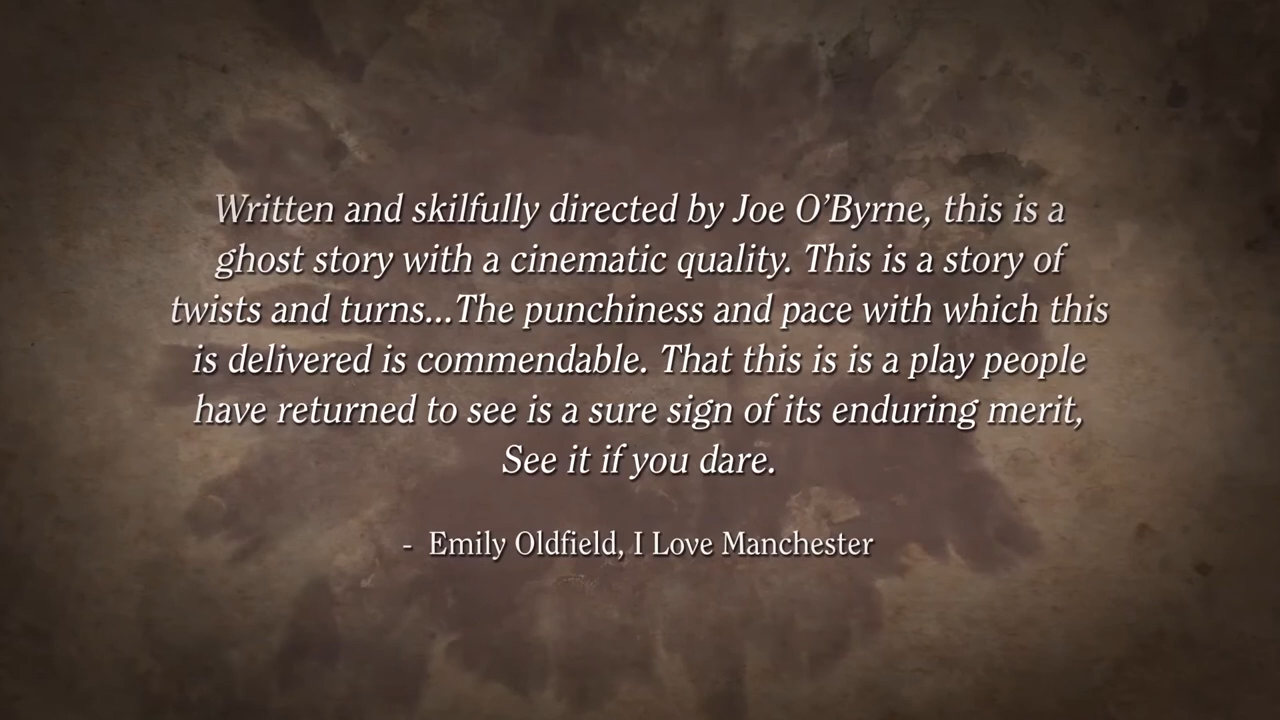 Written and skilfully directed by Joe O’Byrne, this is a
ghost story with a cinematic quality. This is a story of
twists and turns...The punchiness and pace with which this
is delivered is commendable. That this is is a play people
have returned to see is a sure sign of its enduring merit,
See it if you dare.
- Emily Oldfield, I Love Manchester